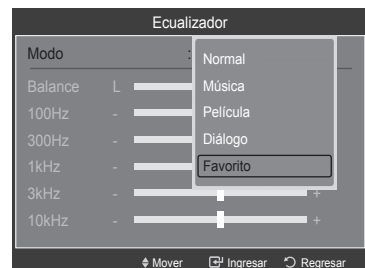 Ecualizador
Modo :
Normal
Música
Película
Diálogo
Favorito
Balance L
100Hz -
300Hz -
1kHz -
3kHz - +
10kHz - +
Mover Ingresar Regresar